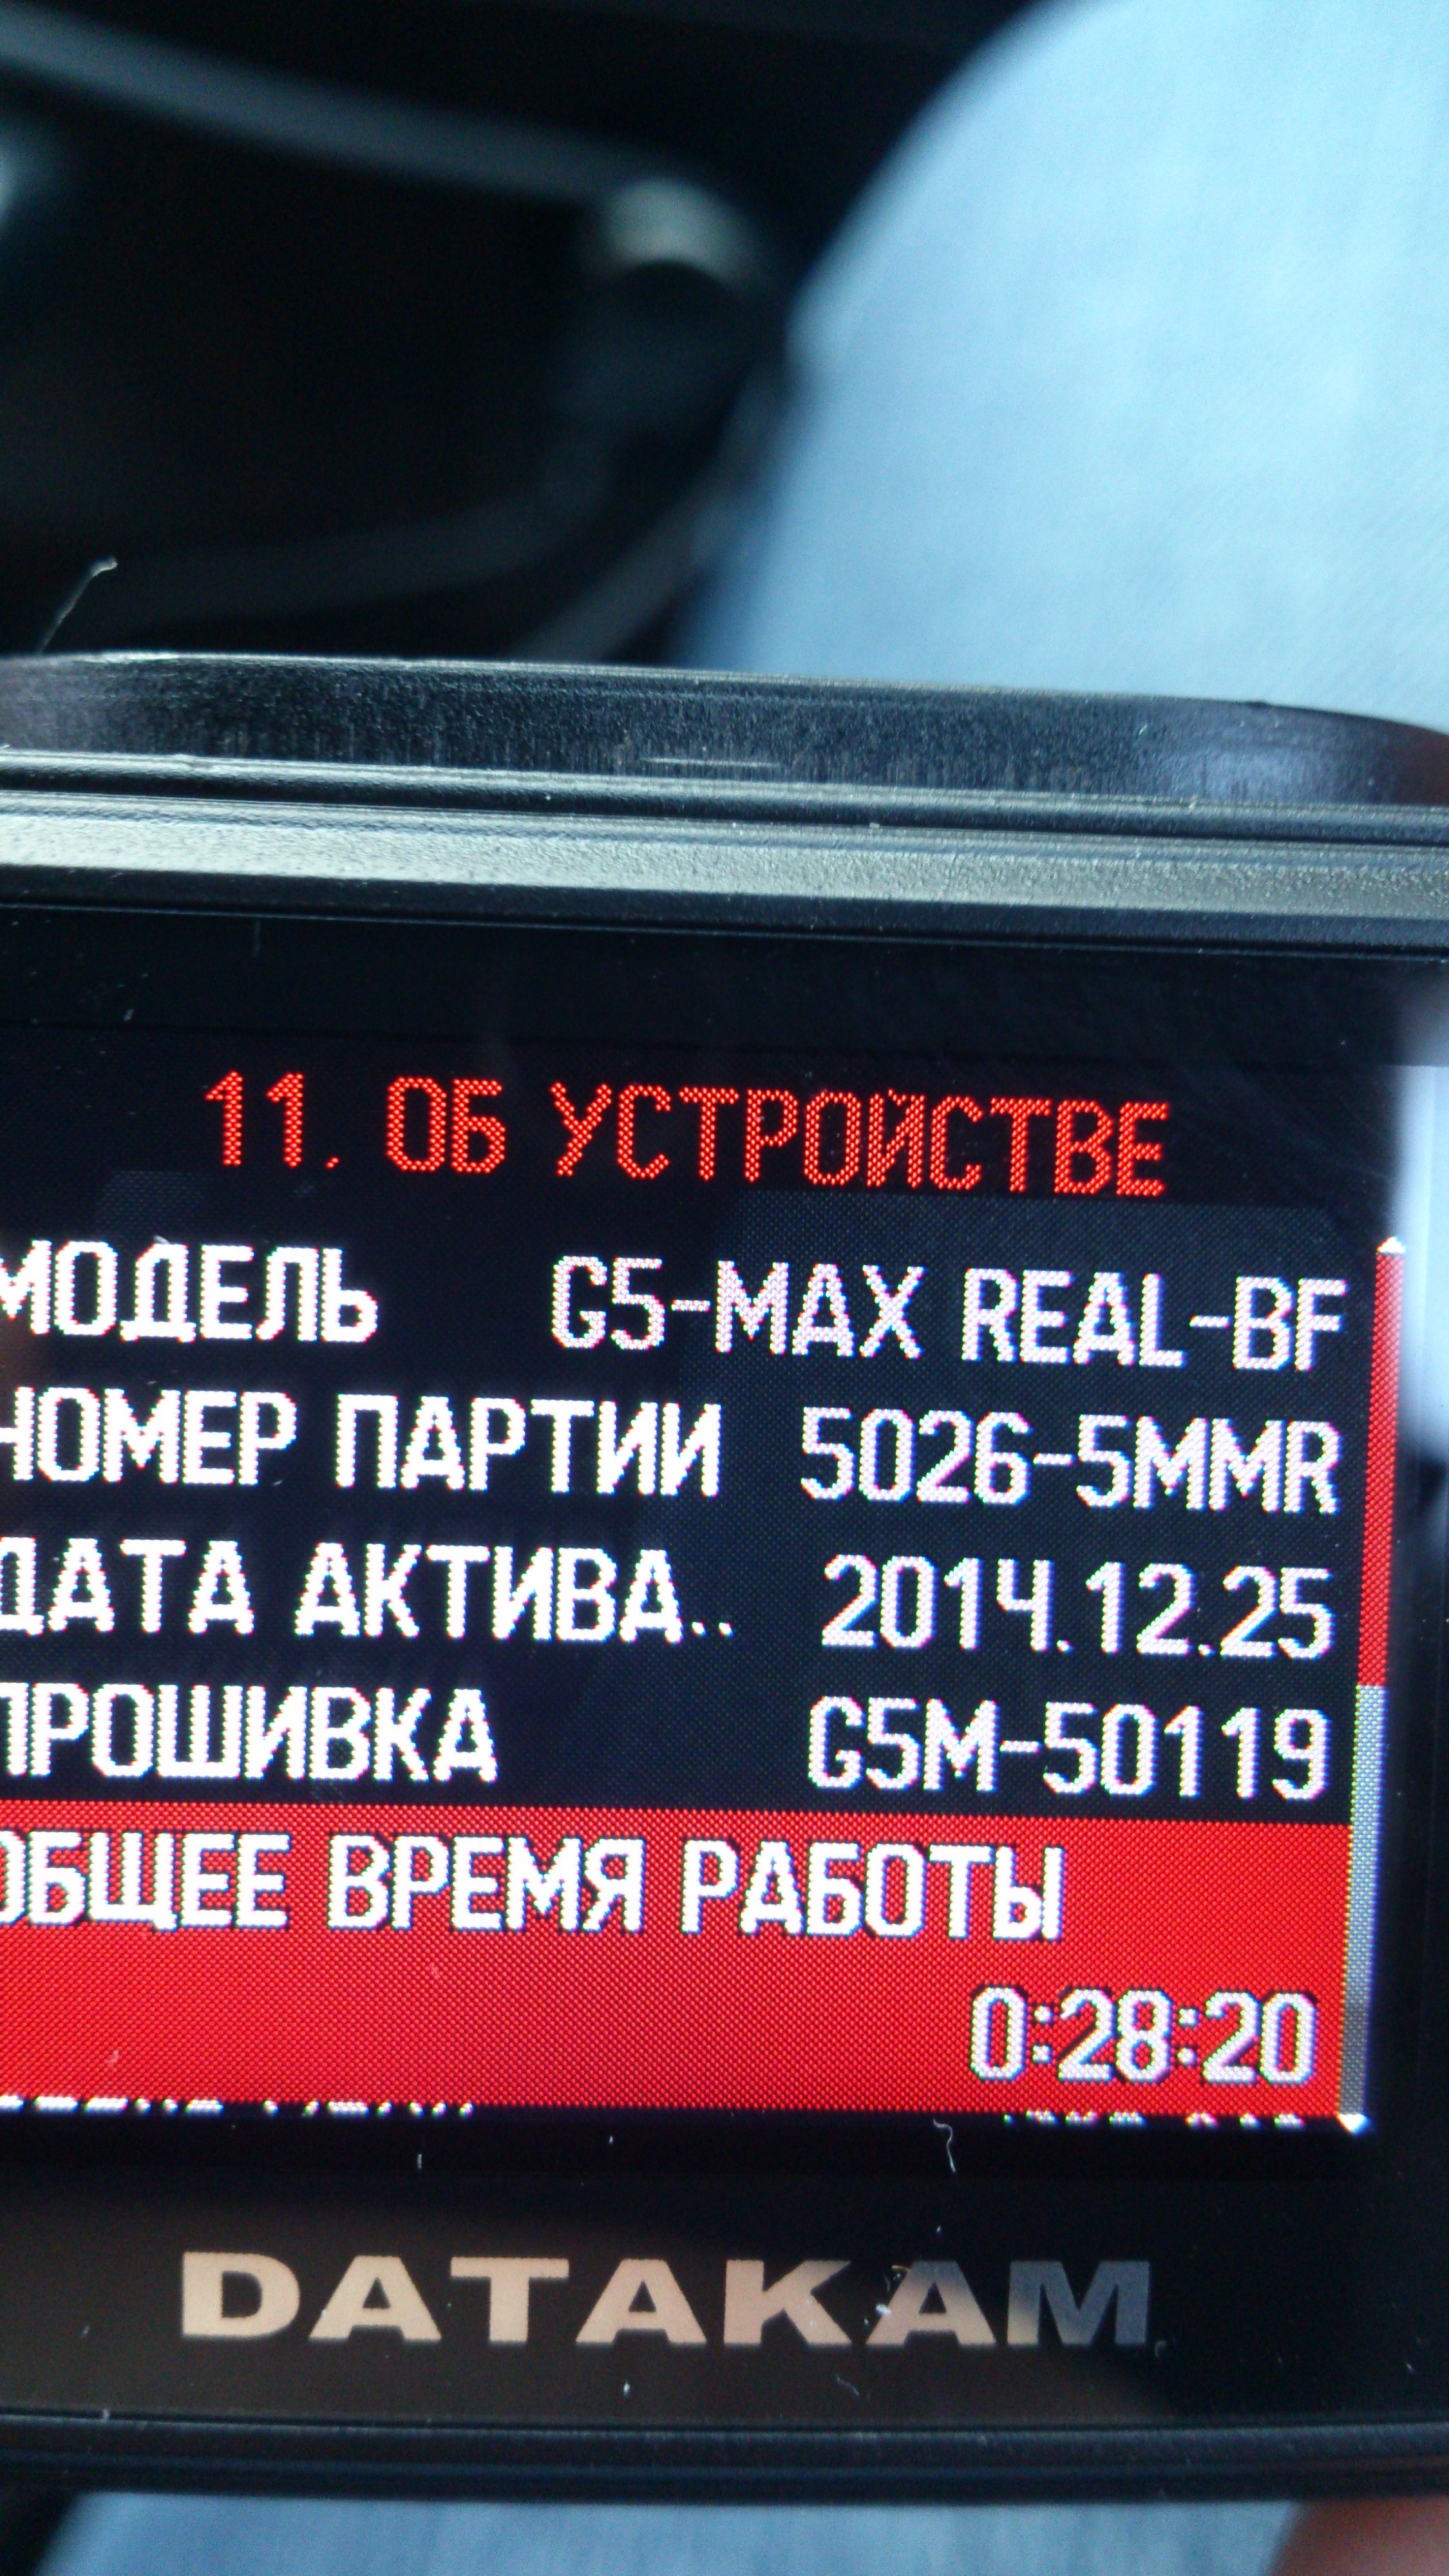 11. ОБ УСТРОЙСТВЕ
МОДЕЛЬ G5-MAX REAL-BF
НОМЕР ПАРТИИ 5026-5MMR
ДАТА АКТИВА.. 2014.12.25
ПРОШИВКА G5M-50119
ОБЩЕЕ ВРЕМЯ РАБОТЫ
0:28:20
DATAKAM